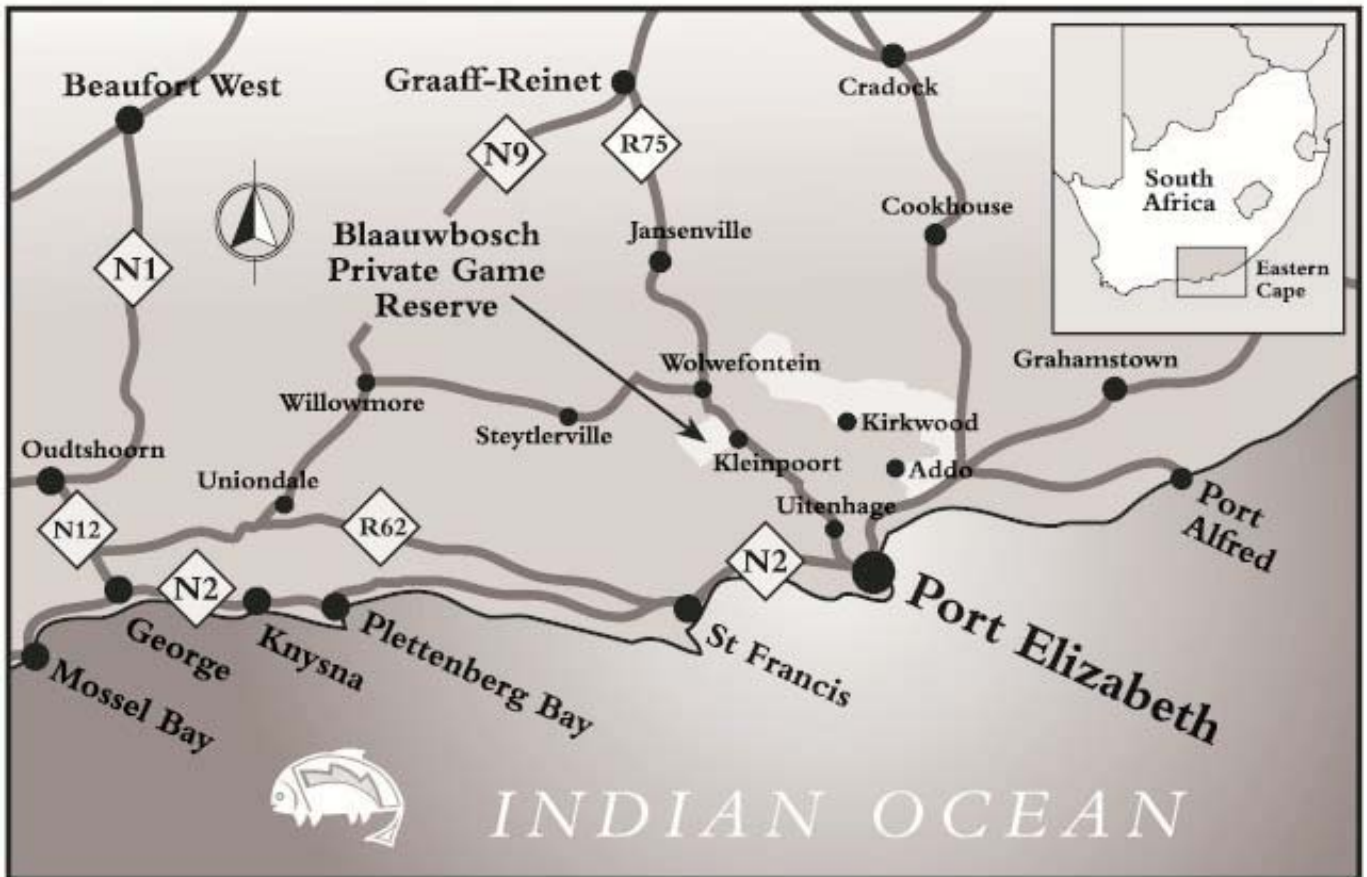 Beaufort West
Graaff-Reinet
Cradock
N9
R75
South
Africa
Eastern
Cape
Cookhouse
Blaauwbosch
Private Game
Reserve
Jansenville
N1
Wolwefontein
Grahamstown
Willowmore
Steytlerville
Kirkwood
Oudtshoorn
Kleinpoort
Addo
Uniondale
Uitenhage
N12
R62
N2
N2
Port
Alfred
George
Knysna
Plettenberg Bay
St Francis
Port Elizabeth
Mossel Bay
INDIAN OCEAN